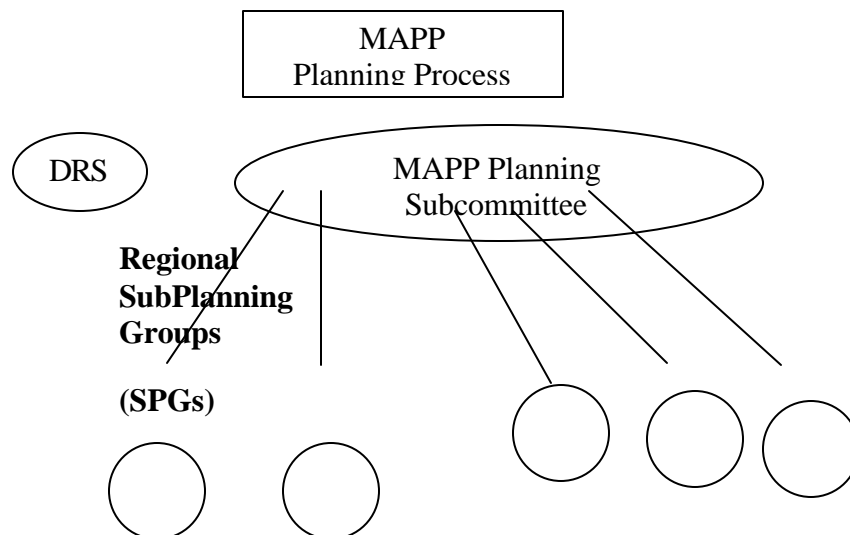 MAPP
Planning Process
DRS
MAPP Planning
Subcommittee
Regional
SubPlanning
Groups
(SPGs)